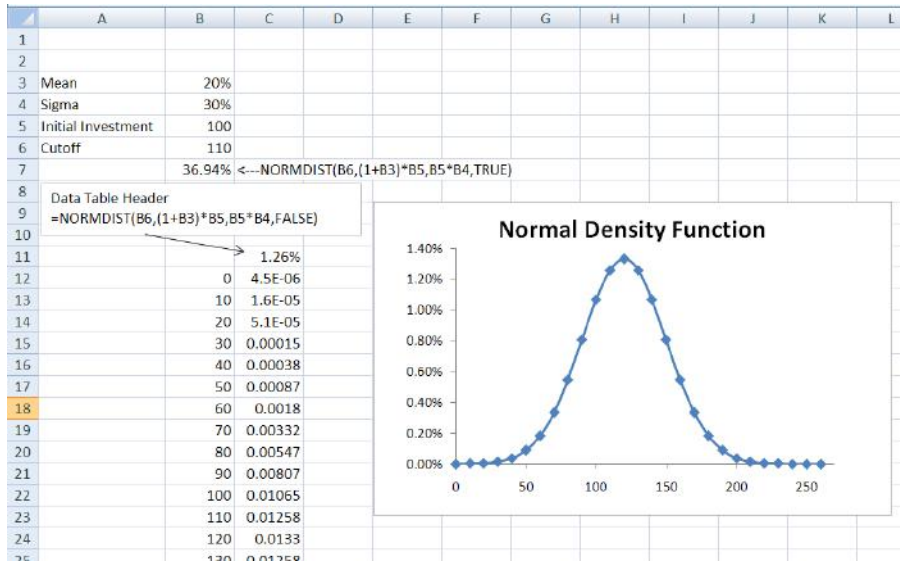 A B C D E F G H I J K L
1
2
3 Mean 20%
4 Sigma 30%
5 Initial Investment 100
6 Cutoff 110
7 36.94% <---NORMDIST(B6,(1+B3)*B5,B5*B4,TRUE)
8
Data Table Header
9
=NORMDIST(B6,(1+B3)*B5,B5*B4,FALSE)
10
11 1.26%
12 0 4.5E-06
13 10 1.6E-05
14 20 5.1E-05
15 30 0.00015
16 40 0.00038
17 50 0.00087
18 60 0.0018
19 70 0.00332
20 80 0.00547
21 90 0.00807
22 100 0.01065
23 110 0.01258
24 120 0.0133
25 130 0.01258
Normal Density Function
1.40%
1.20%
1.00%
0.80%
0.60%
0.40%
0.20%
0.00%
0 50 100 150 200 250